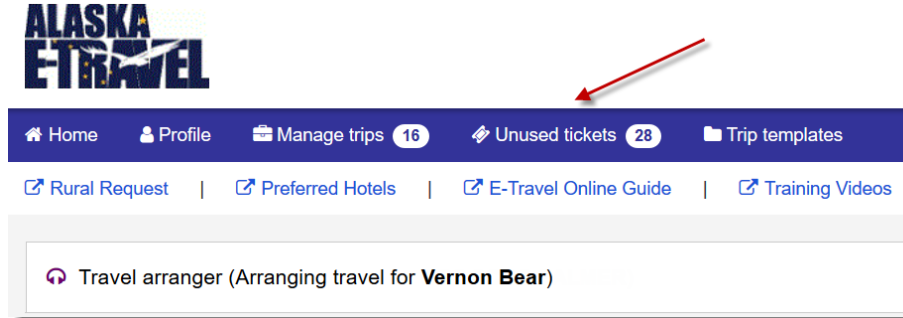 ALASKA
E-TRAVEL
Home Profile Manage trips 16 Unused tickets 28 Trip templates
Rural Request | Preferred Hotels | E-Travel Online Guide | Training Videos
Travel arranger (Arranging travel for Vernon Bear)